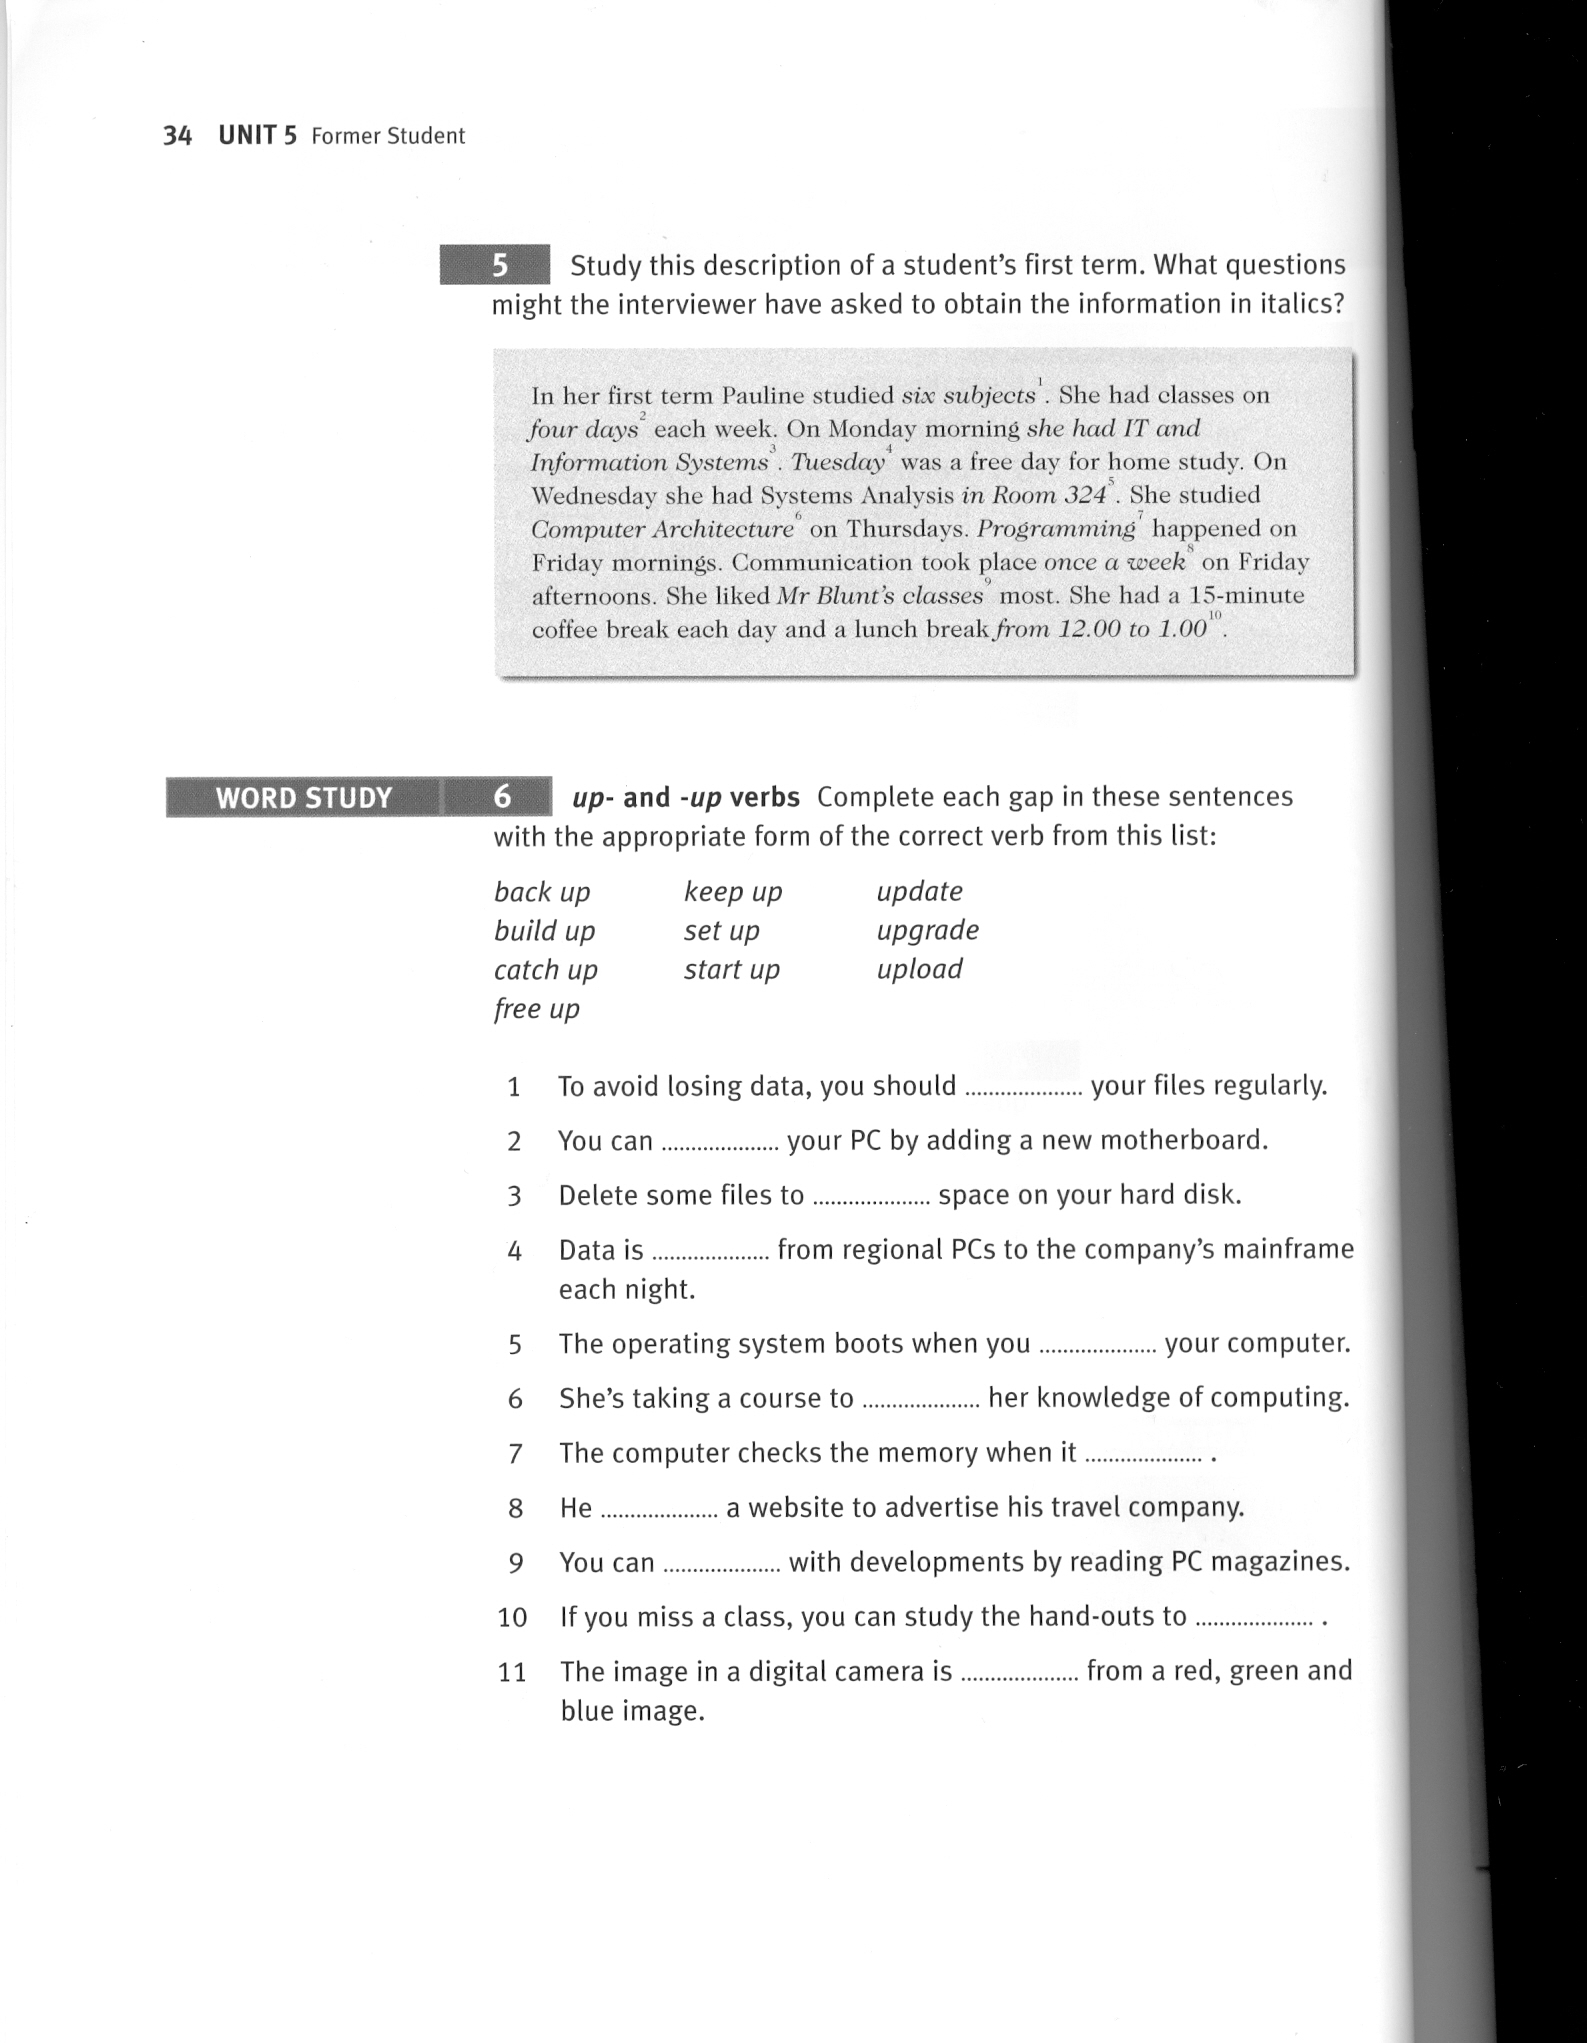 34 UNIT 5 Former Student
5 Study this description of a student's first term. What questions
might the interviewer have asked to obtain the information in italics?
In her first term Pauline studied six subjects1. She had classes on
four days2 each week. On Monday morning she had IT and
Information Systems3. Tuesday4 was a free day for home study. On
Wednesday she had Systems Analysis in Room 3245. She studied
Computer Architecture6 on Thursdays. Programming7 happened on
Friday mornings. Communication took place once a week8 on Friday
afternoons. She liked Mr Blunt's classes9 most. She had a 15-minute
coffee break each day and a lunch break from 12.00 to 1.0010.
WORD STUDY 6 up- and -up verbs Complete each gap in these sentences
with the appropriate form of the correct verb from this list:
back up keep up update
build up set up upgrade
catch up start up upload
free up
1 To avoid losing data, you should .................... your files regularly.
2 You can .................... your PC by adding a new motherboard.
3 Delete some files to .................... space on your hard disk.
4 Data is .................... from regional PCs to the company's mainframe
each night.
5 The operating system boots when you .................... your computer.
6 She's taking a course to .................... her knowledge of computing.
7 The computer checks the memory when it .................... .
8 He .................... a website to advertise his travel company.
9 You can .................... with developments by reading PC magazines.
10 If you miss a class, you can study the hand-outs to .................... .
11 The image in a digital camera is .................... from a red, green and
blue image.